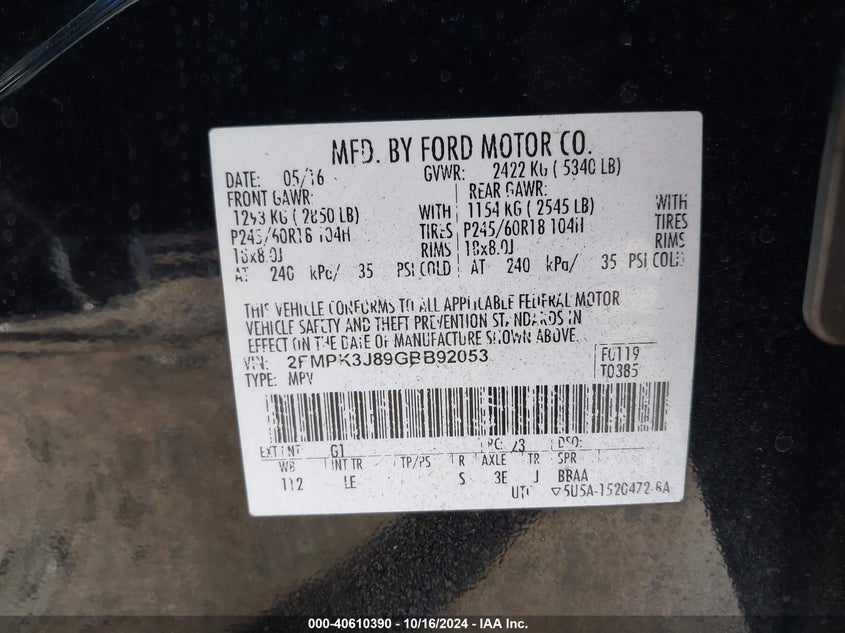 MFD. BY FORD MOTOR CO.
DATE: 05/16 GVWR: 2422 KG ( 5340 LB)
FRONT GAWR: REAR GAWR:
1293 KG ( 2850 LB) WITH 1154 KG ( 2545 LB) WITH
P245/60R18 104H TIRES P245/60R18 104H TIRES
18x8.0J RIMS 18x8.0J RIMS
AT 240 kPa/ 35 PSI COLD AT 240 kPa/ 35 PSI COLD
THIS VEHICLE CONFORMS TO ALL APPLICABLE FEDERAL MOTOR
VEHICLE SAFETY AND THEFT PREVENTION STANDARDS IN
EFFECT ON THE DATE OF MANUFACTURE SHOWN ABOVE.
VIN: 2FMPK3J89GBB92053 F0119
TYPE: MPV T0385
EXT PNT: G1 RC: 23 DSO:
WB INT TR TP/PS R AXLE TR SPR
112 LE S 3E J BBAA
UTC ▽5U5A-1520472-BA
000-40610390 - 10/16/2024 - IAA Inc.